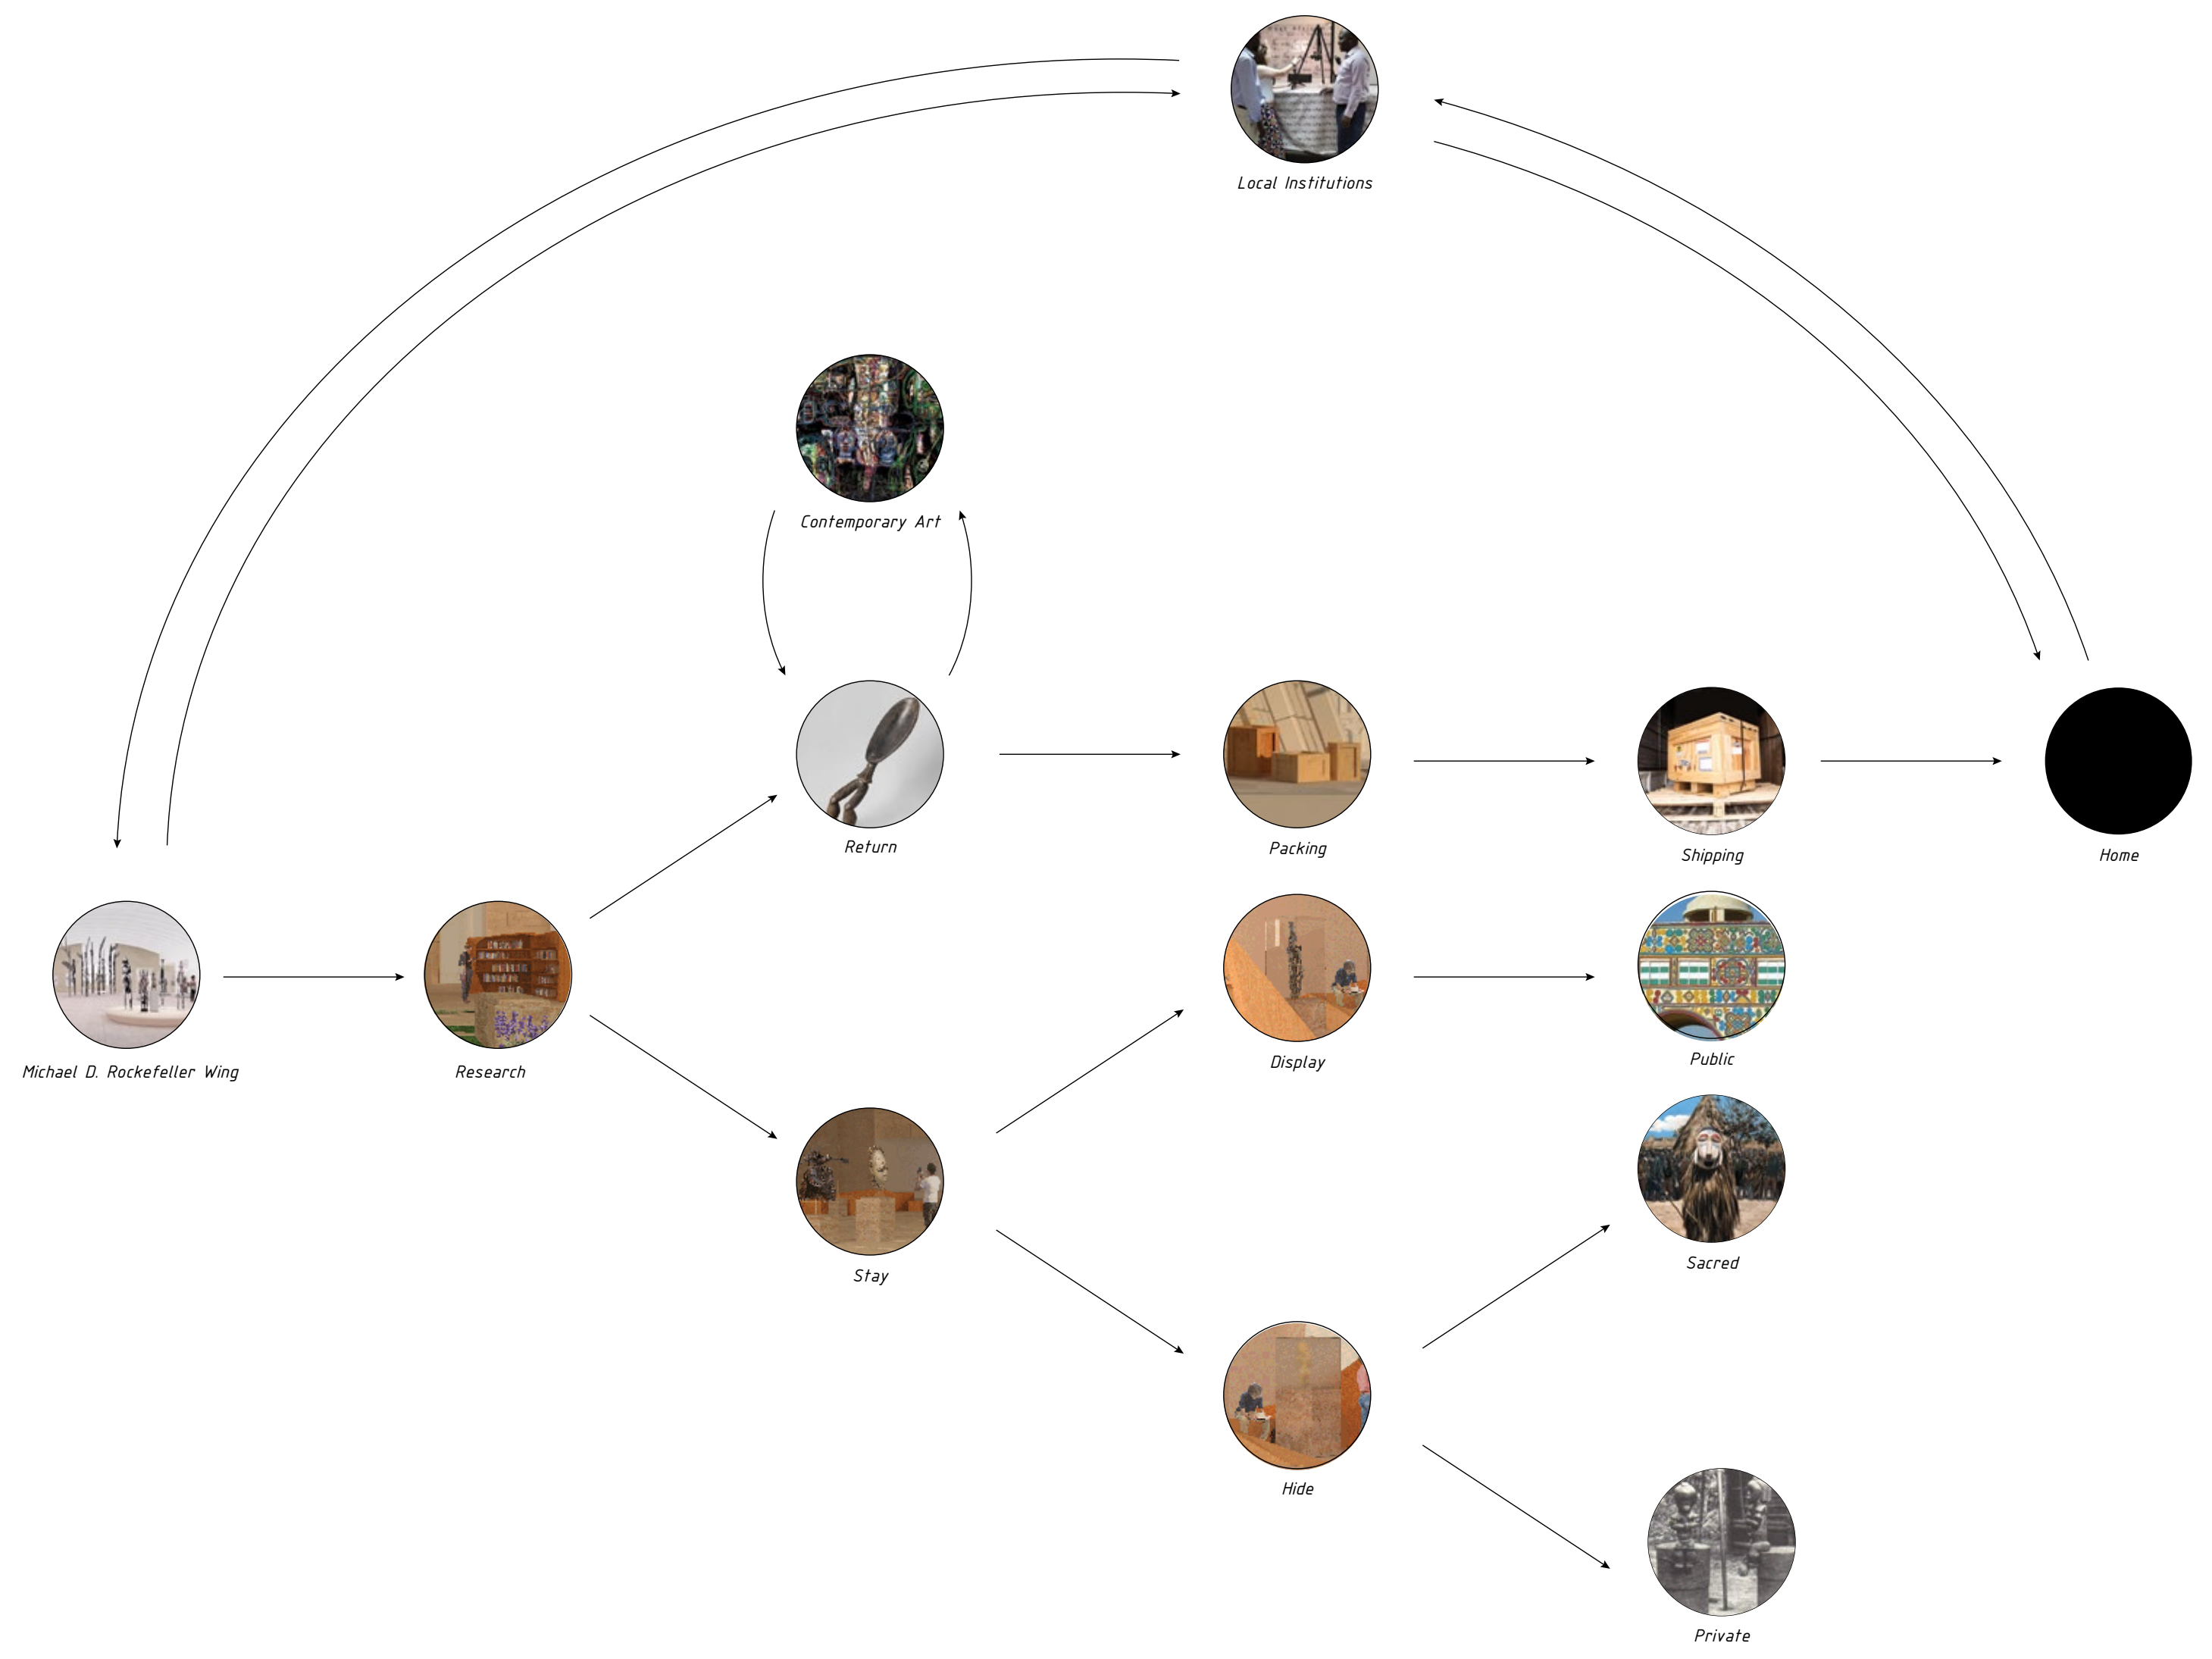 Local Institutions
Contemporary Art
Return
Packing
Shipping
Home
Michael D. Rockefeller Wing
Research
Display
Public
Stay
Sacred
Hide
Private